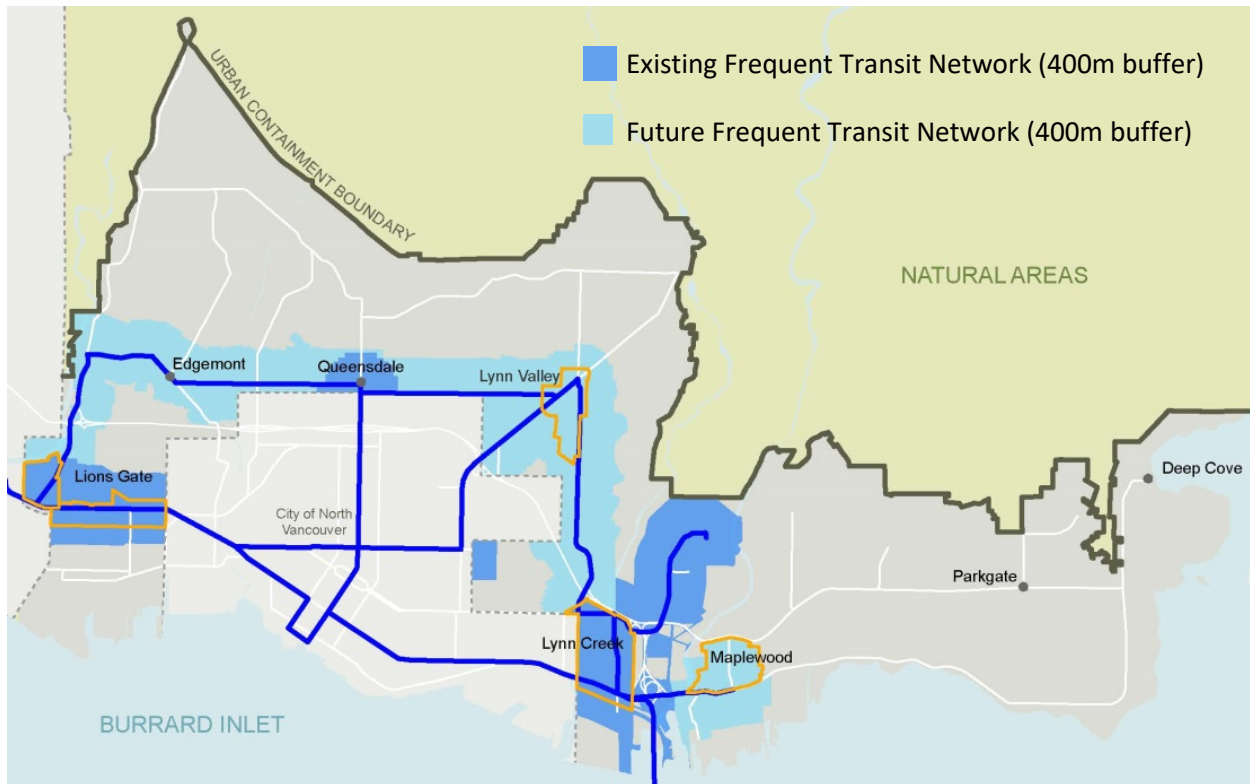 Existing Frequent Transit Network (400m buffer)
Future Frequent Transit Network (400m buffer)
URBAN CONTAINMENT BOUNDARY
NATURAL AREAS
Edgemont
Queensdale
Lynn Valley
Lions Gate
Deep Cove
City of North
Vancouver
Parkgate
Lynn Creek
Maplewood
BURRARD INLET